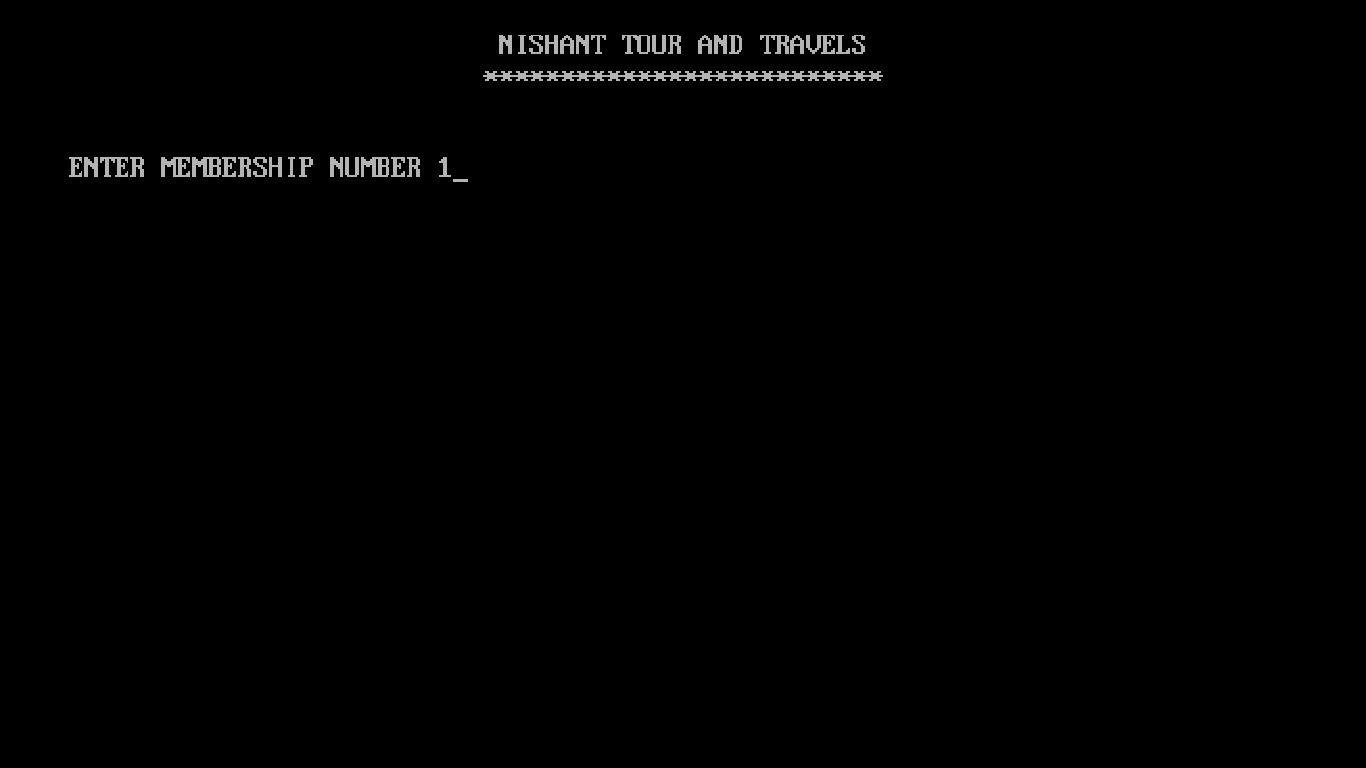 NISHANT TOUR AND TRAVELS
**************************
ENTER MEMBERSHIP NUMBER 1_